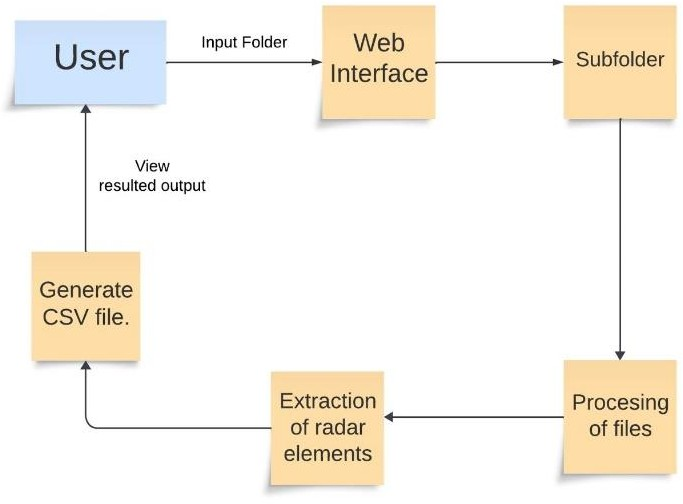 User
Input Folder
Web
Interface
Subfolder
View
resulted output
Generate
CSV file.
Extraction
of radar
elements
Procesing
of files